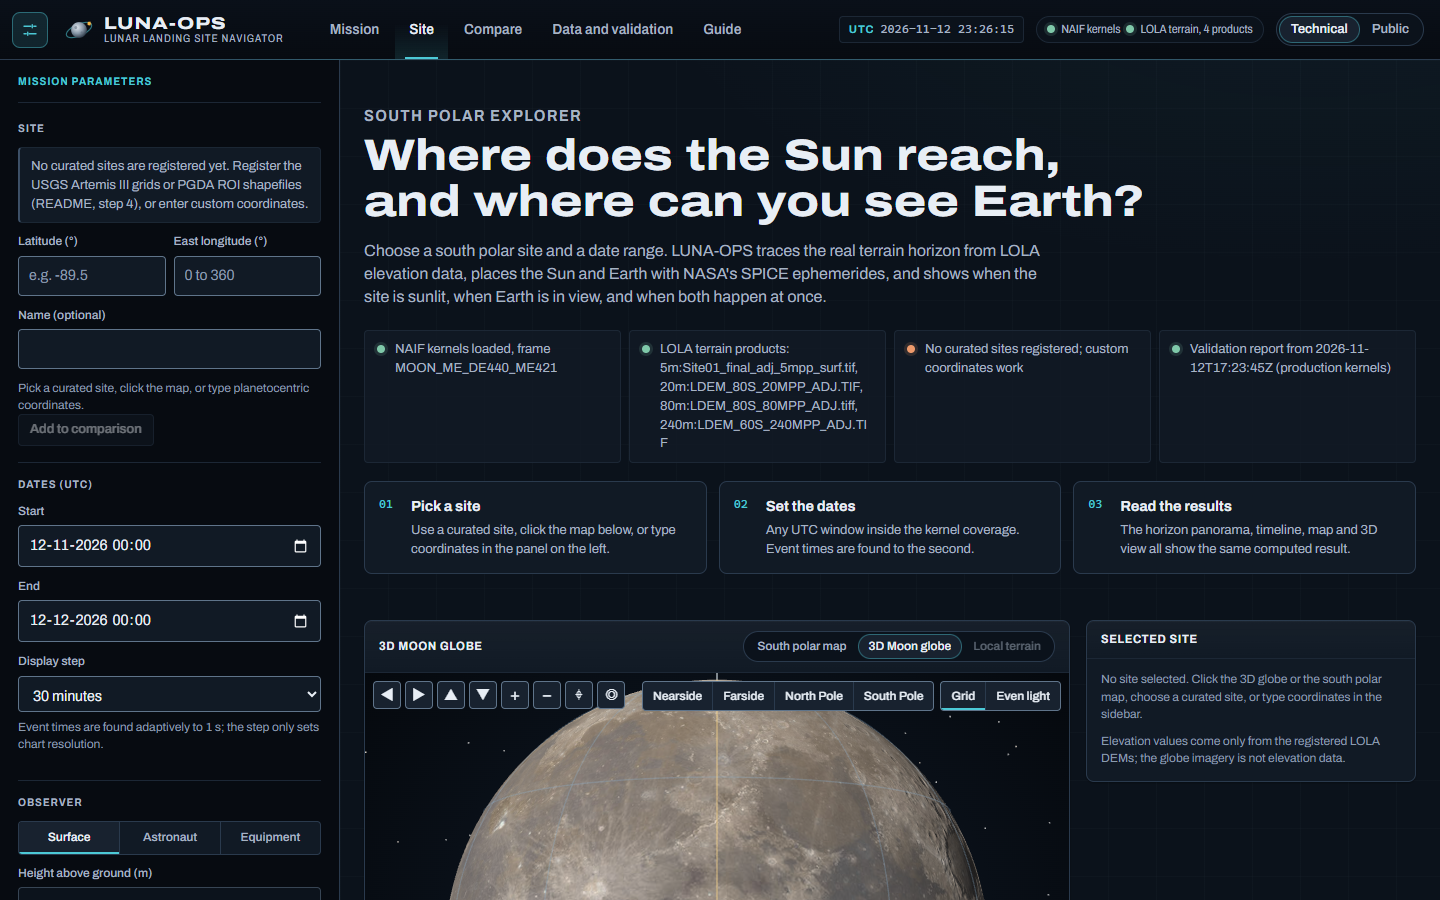 LUNA-OPS
LUNAR LANDING SITE NAVIGATOR
Mission
Site
Compare
Data and validation
Guide
UTC 2026-11-12 23:26:15
NAIF kernels
LOLA terrain, 4 products
Technical
Public
MISSION PARAMETERS
SITE
No curated sites are registered yet. Register the
USGS Artemis III grids or PGDA ROI shapefiles
(README, step 4), or enter custom coordinates.
Latitude (°)
East longitude (°)
e.g. -89.5
0 to 360
Name (optional)
Pick a curated site, click the map, or type planetocentric
coordinates.
Add to comparison
DATES (UTC)
Start
12-11-2026 00:00
End
12-12-2026 00:00
Display step
30 minutes
Event times are found adaptively to 1 s; the step only sets
chart resolution.
OBSERVER
Surface
Astronaut
Equipment
Height above ground (m)
SOUTH POLAR EXPLORER
Where does the Sun reach,
and where can you see Earth?
Choose a south polar site and a date range. LUNA-OPS traces the real terrain horizon from LOLA
elevation data, places the Sun and Earth with NASA's SPICE ephemerides, and shows when the
site is sunlit, when Earth is in view, and when both happen at once.
NAIF kernels loaded, frame
MOON_ME_DE440_ME421
LOLA terrain products:
5m:Site01_final_adj_5mpp_surf.tif,
20m:LDEM_80S_20MPP_ADJ.TIF,
80m:LDEM_80S_80MPP_ADJ.tiff,
240m:LDEM_60S_240MPP_ADJ.TI
F
No curated sites registered; custom
coordinates work
Validation report from 2026-11-
12T17:23:45Z (production kernels)
01 Pick a site
Use a curated site, click the map below, or type
coordinates in the panel on the left.
02 Set the dates
Any UTC window inside the kernel coverage.
Event times are found to the second.
03 Read the results
The horizon panorama, timeline, map and 3D
view all show the same computed result.
3D MOON GLOBE
South polar map
3D Moon globe
Local terrain
Nearside
Farside
North Pole
South Pole
Grid
Even light
SELECTED SITE
No site selected. Click the 3D globe or the south polar
map, choose a curated site, or type coordinates in the
sidebar.
Elevation values come only from the registered LOLA
DEMs; the globe imagery is not elevation data.